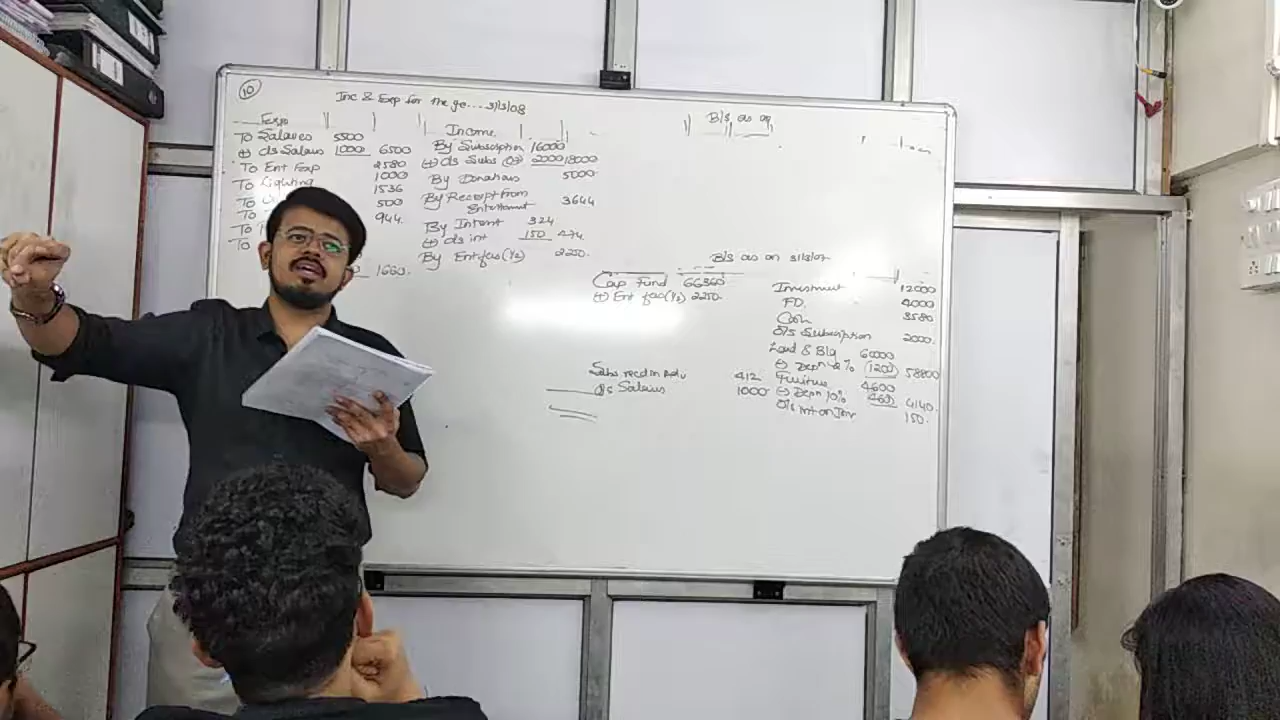 10
Inc & Exp for the ye... 31/3/08
Income
To Salaries 5500
(+) O/s Salaries 1000 6500
To Ent Exp 2580
To Lighting 1000
To 1536
To 500
To 944
To
1660
By Subscription 16000
(+) O/s Subs 2000 18000
By Donations 5000
By Receipt from
Entertainment 3644
By Interest 324
(+) O/s int 150 474
By Ent fees (1/2) 2250
B/s as on
B/s as on 31/3/07
Cap Fund 66360
(+) Ent fees (1/2) 2250
Subs recd in Adv 412
O/s Salaries 1000
Investment 12000
FD 4000
Cash 3580
O/s Subscription 2000
Land & Blg 60000
(-) Depn 2% (1200) 58800
Furniture 4600
(-) Depn 10% 460 4140
O/s Int on Inv 150